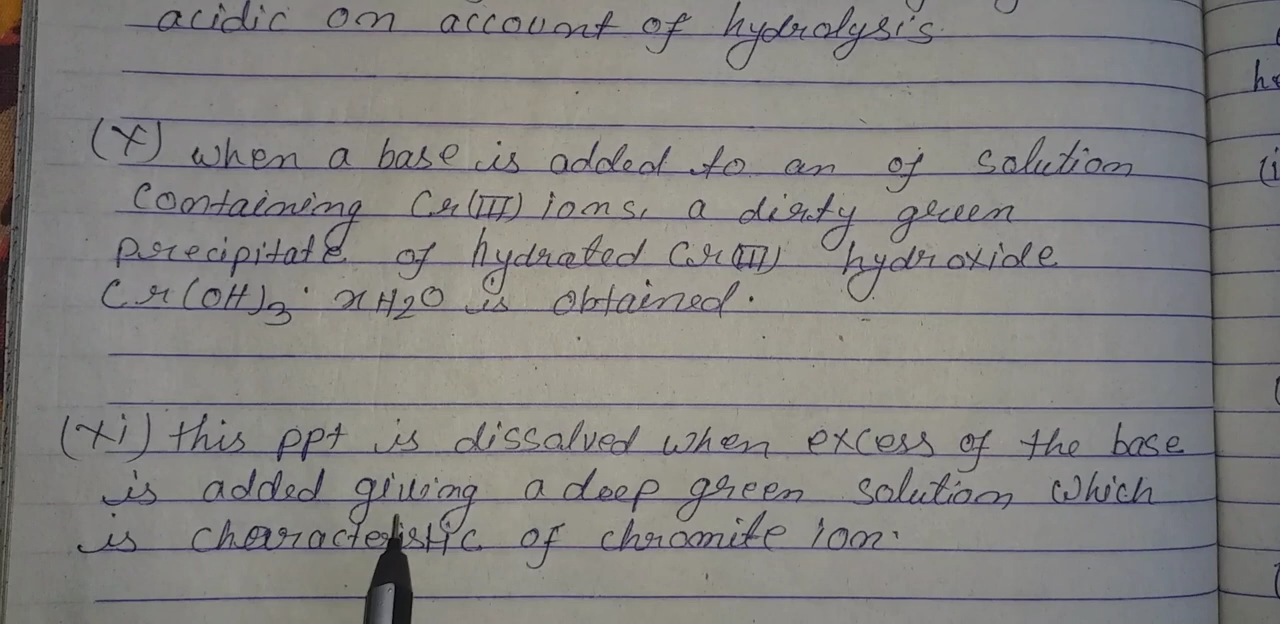 acidic on account of hydrolysis.
(x) when a base is added to an of solution
containing Cr(III) ions, a dirty green
precipitate of hydrated Cr(III) hydroxide
Cr(OH)3· xH2O is obtained.
(xi) this ppt is dissalved when excess of the base
is added giving a deep green solution which
is characteristic of chromite ion.